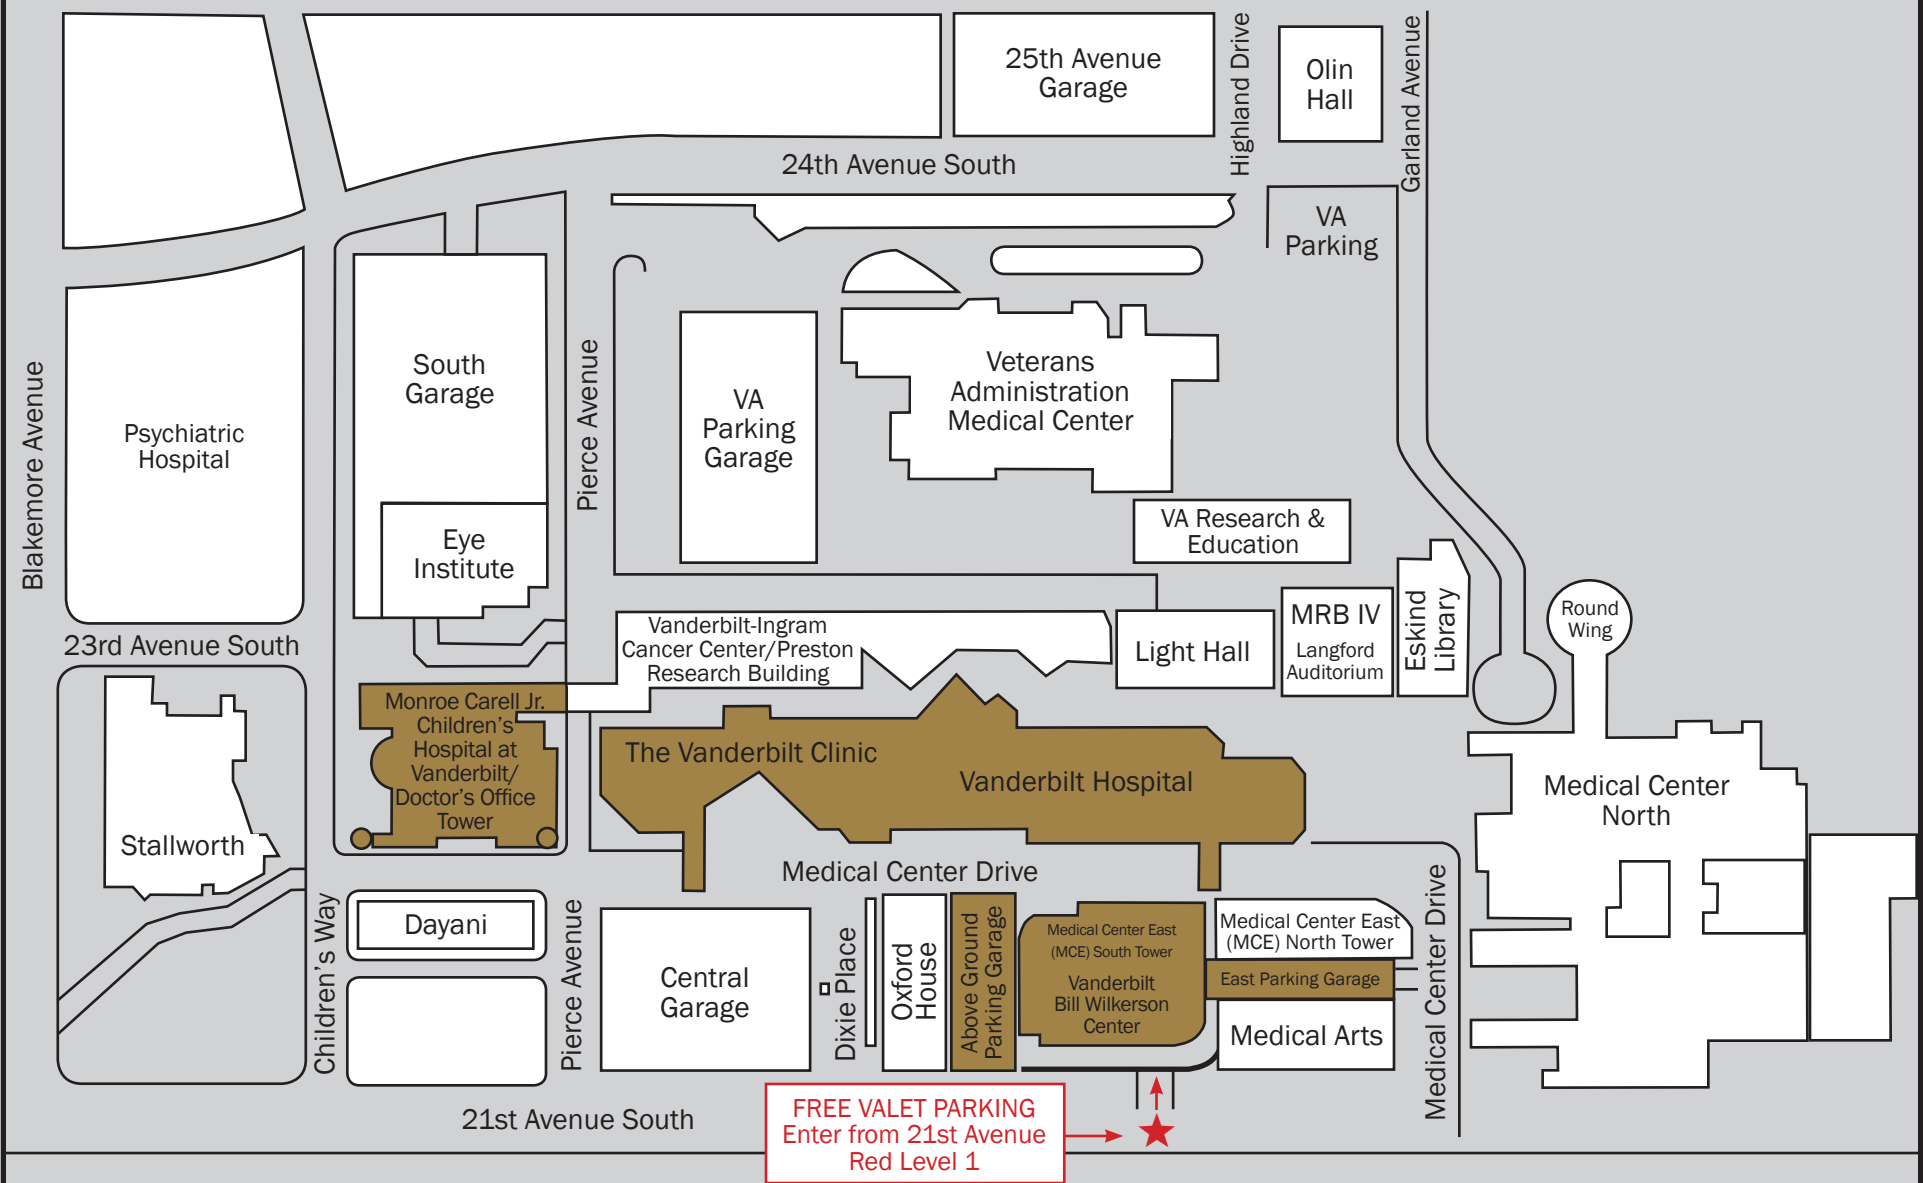 25th Avenue
Garage
Highland Drive
Olin
Hall
Garland Avenue
24th Avenue South
VA
Parking
Blakemore Avenue
Psychiatric
Hospital
South
Garage
Pierce Avenue
VA
Parking
Garage
Veterans
Administration
Medical Center
Eye
Institute
VA Research &
Education
23rd Avenue South
Vanderbilt-Ingram
Cancer Center/Preston
Research Building
Light Hall
MRB IV
Langford
Auditorium
Eskind
Library
Round
Wing
Monroe Carell Jr.
Children's
Hospital at
Vanderbilt/
Doctor's Office
Tower
The Vanderbilt Clinic
Vanderbilt Hospital
Medical Center
North
Stallworth
Medical Center Drive
Children's Way
Dayani
Pierce Avenue
Central
Garage
Dixie Place
Oxford
House
Above Ground
Parking Garage
Medical Center East
(MCE) South Tower
Vanderbilt
Bill Wilkerson
Center
Medical Center East
(MCE) North Tower
East Parking Garage
Medical Arts
Medical Center Drive
21st Avenue South
FREE VALET PARKING
Enter from 21st Avenue
Red Level 1